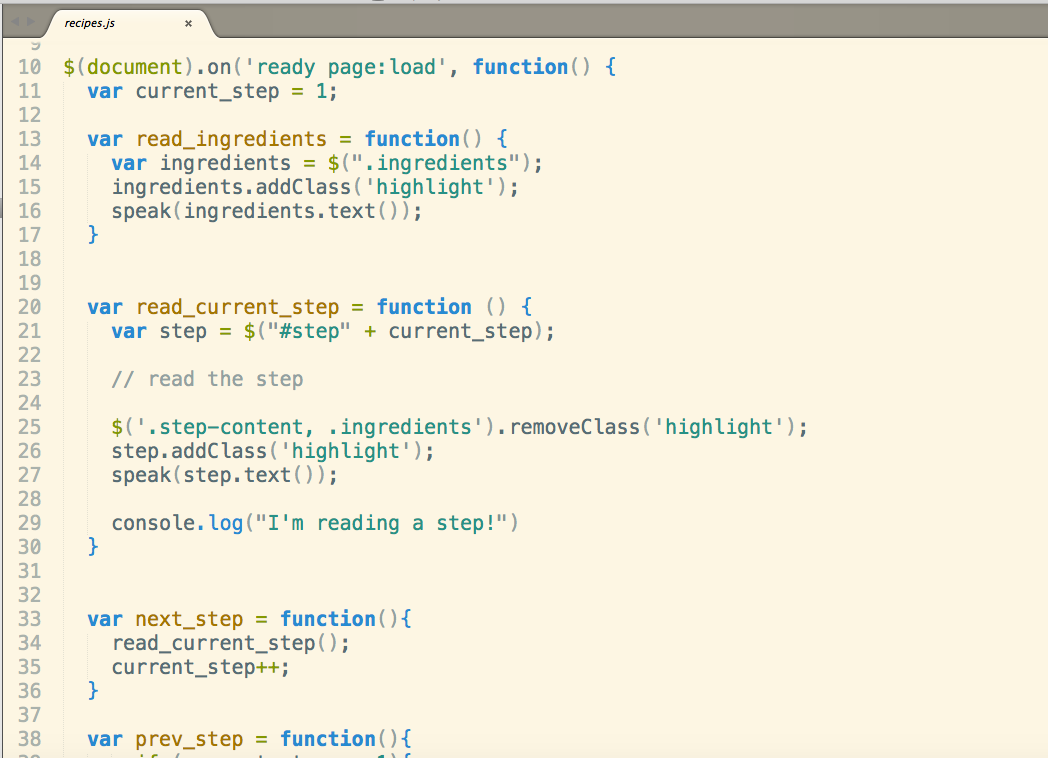 recipes.js ×
9
10 $(document).on('ready page:load', function() {
11   var current_step = 1;
12
13   var read_ingredients = function() {
14     var ingredients = $(".ingredients");
15     ingredients.addClass('highlight');
16     speak(ingredients.text());
17   }
18
19
20   var read_current_step = function () {
21     var step = $("#step" + current_step);
22
23     // read the step
24
25     $('.step-content, .ingredients').removeClass('highlight');
26     step.addClass('highlight');
27     speak(step.text());
28
29     console.log("I'm reading a step!")
30   }
31
32
33   var next_step = function(){
34     read_current_step();
35     current_step++;
36   }
37
38   var prev_step = function(){